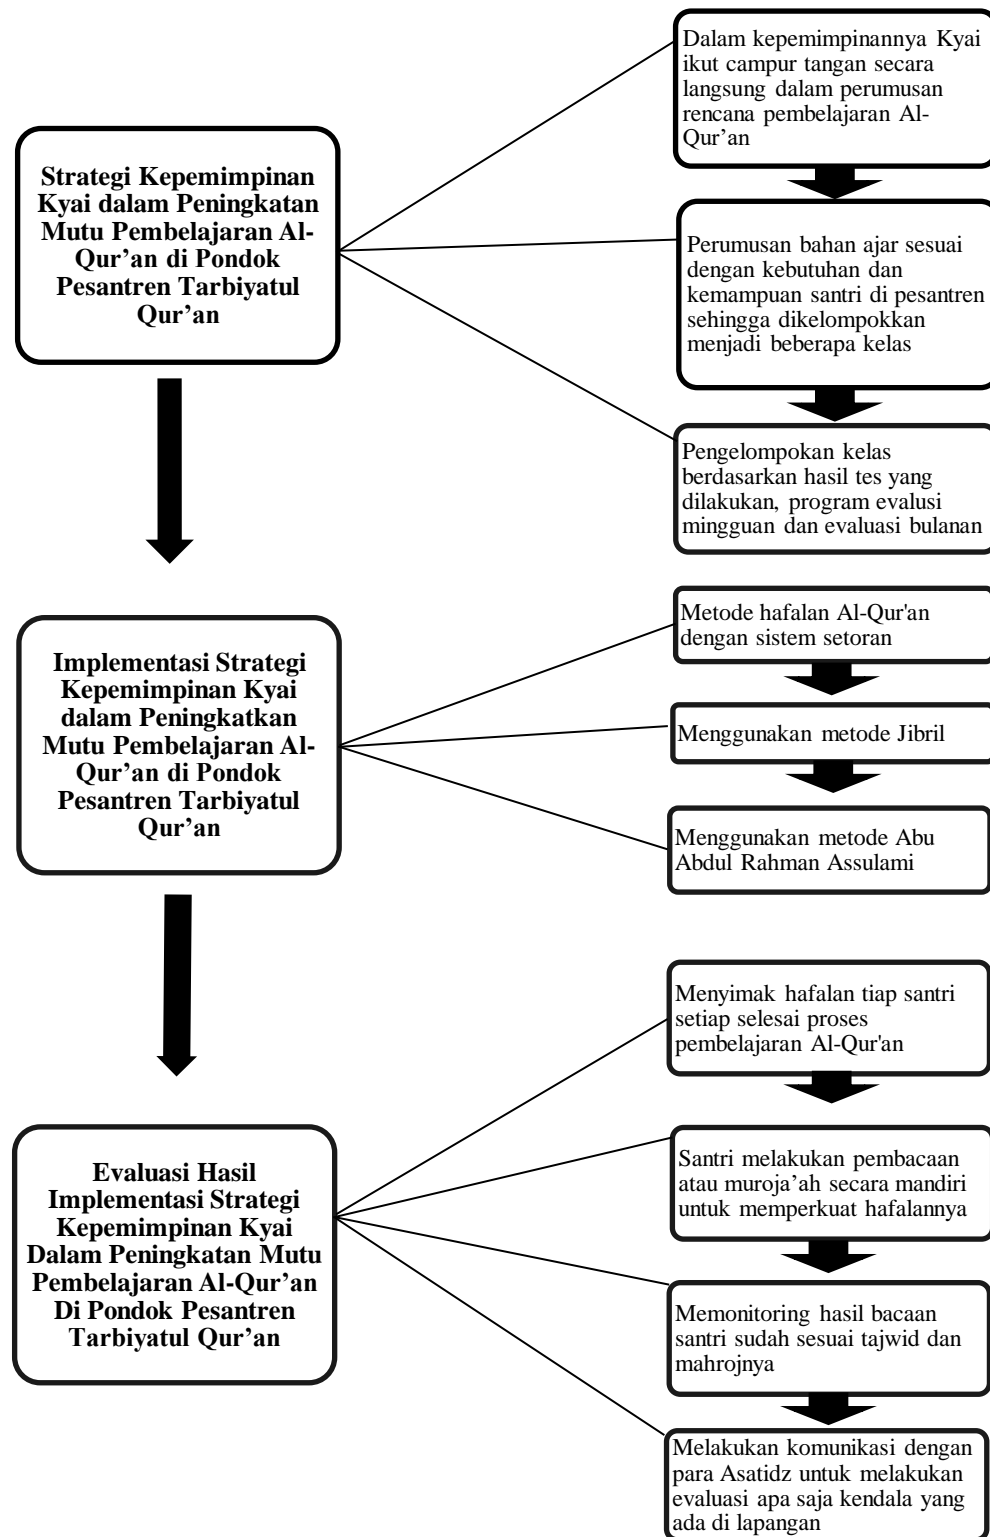 Strategi Kepemimpinan
Kyai dalam Peningkatan
Mutu Pembelajaran Al-
Qur’an di Pondok
Pesantren Tarbiyatul
Qur’an
Dalam kepemimpinannya Kyai
ikut campur tangan secara
langsung dalam perumusan
rencana pembelajaran Al-
Qur’an
Perumusan bahan ajar sesuai
dengan kebutuhan dan
kemampuan santri di pesantren
sehingga dikelompokkan
menjadi beberapa kelas
Pengelompokan kelas
berdasarkan hasil tes yang
dilakukan, program evalusi
mingguan dan evaluasi bulanan
Implementasi Strategi
Kepemimpinan Kyai
dalam Peningkatkan
Mutu Pembelajaran Al-
Qur’an di Pondok
Pesantren Tarbiyatul
Qur’an
Metode hafalan Al-Qur'an
dengan sistem setoran
Menggunakan metode Jibril
Menggunakan metode Abu
Abdul Rahman Assulami
Evaluasi Hasil
Implementasi Strategi
Kepemimpinan Kyai
Dalam Peningkatan Mutu
Pembelajaran Al-Qur’an
Di Pondok Pesantren
Tarbiyatul Qur’an
Menyimak hafalan tiap santri
setiap selesai proses
pembelajaran Al-Qur'an
Santri melakukan pembacaan
atau muroja’ah secara mandiri
untuk memperkuat hafalannya
Memonitoring hasil bacaan
santri sudah sesuai tajwid dan
mahrojnya
Melakukan komunikasi dengan
para Asatidz untuk melakukan
evaluasi apa saja kendala yang
ada di lapangan